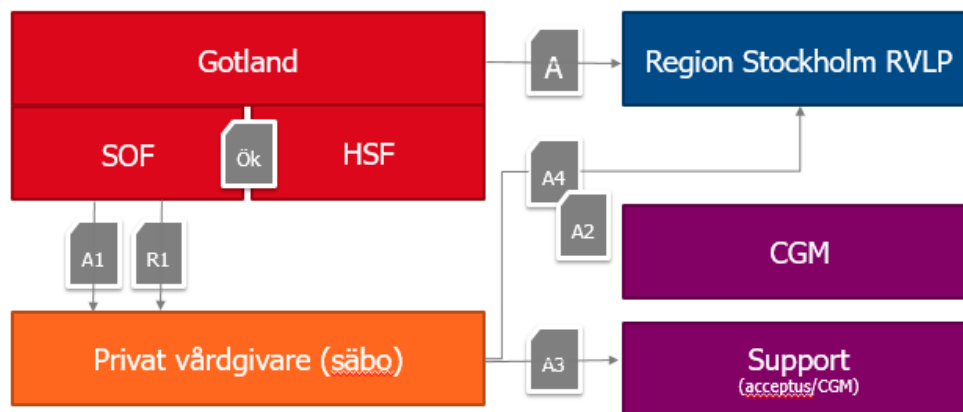 Gotland
A
Region Stockholm RVLP
SOF
Ök
HSF
A4
A2
A1
R1
CGM
Privat vårdgivare (säbo)
A3
Support
(acceptus/CGM)